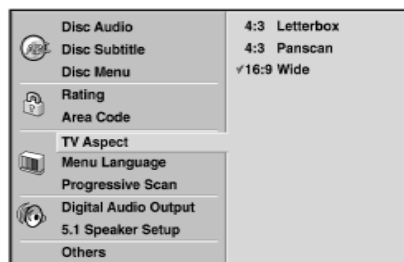 Disc Audio
Disc Subtitle
Disc Menu
Rating
Area Code
TV Aspect
Menu Language
Progressive Scan
Digital Audio Output
5.1 Speaker Setup
Others
4:3 Letterbox
4:3 Panscan
✓16:9 Wide